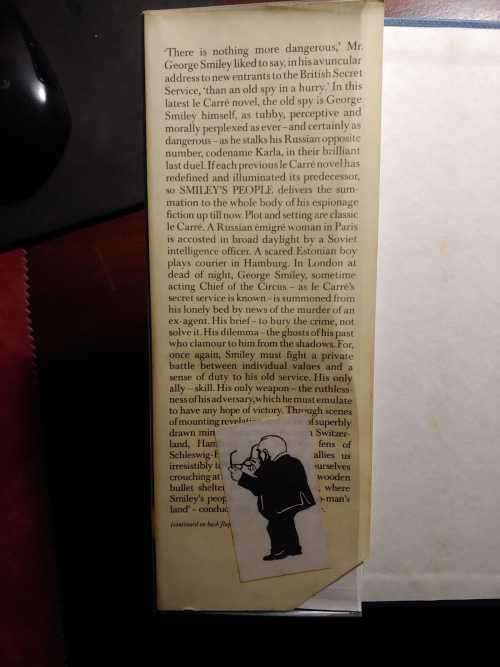 'There is nothing more dangerous,' Mr.
George Smiley liked to say, in his avuncular
address to new entrants to the British Secret
Service, 'than an old spy in a hurry.' In this
latest le Carré novel, the old spy is George
Smiley himself, as tubby, perceptive and
morally perplexed as ever – and certainly as
dangerous – as he stalks his Russian opposite
number, codename Karla, in their brilliant
last duel. If each previous le Carré novel has
redefined and illuminated its predecessor,
so SMILEY'S PEOPLE delivers the sum-
mation to the whole body of his espionage
fiction up till now. Plot and setting are classic
le Carré. A Russian émigré woman in Paris
is accosted in broad daylight by a Soviet
intelligence officer. A scared Estonian boy
plays courier in Hamburg. In London at
dead of night, George Smiley, sometime
acting Chief of the Circus – as le Carré's
secret service is known – is summoned from
his lonely bed by news of the murder of an
ex-agent. His brief – to bury the crime, not
solve it. His dilemma – the ghosts of his past
who clamour to him from the shadows. For,
once again, Smiley must fight a private
battle between individual values and a
sense of duty to his old service. His only
ally – skill. His only weapon – the ruthless-
ness of his adversary, which he must emulate
to have any hope of victory. Through scenes
of mounting of superbly
drawn Switzer-
land, fens of
allies us
irresistibly ourselves
crouching at wooden
bullet where
Smiley's
land' –
(continued on back